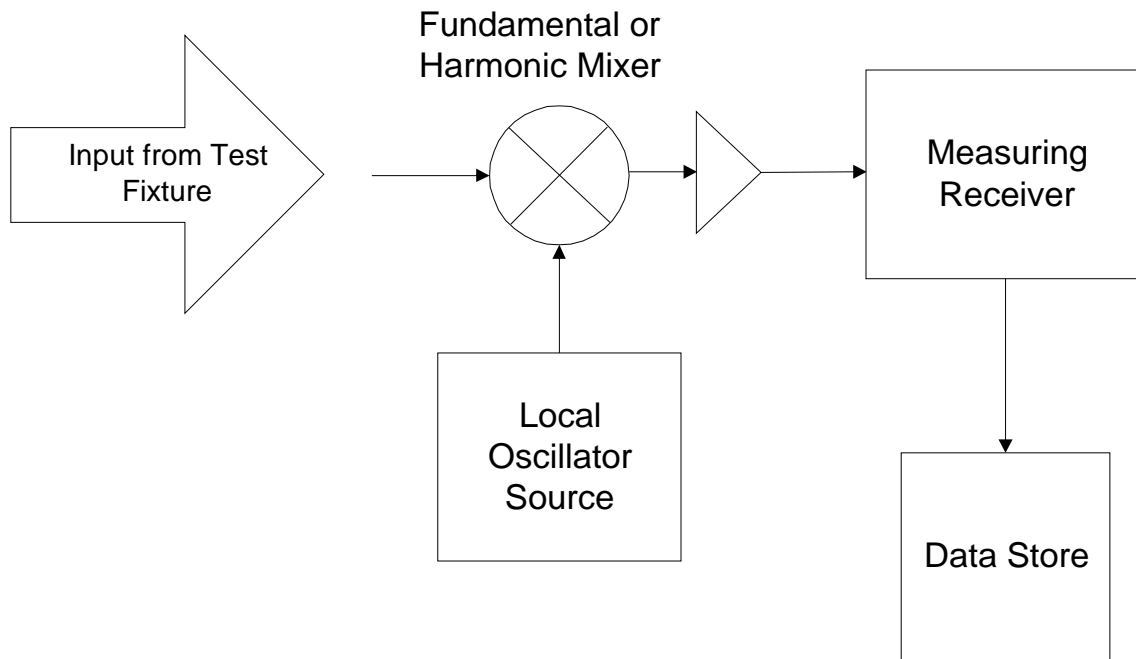 Fundamental or
Harmonic Mixer
Input from Test
Fixture
Measuring
Receiver
Local
Oscillator
Source
Data Store